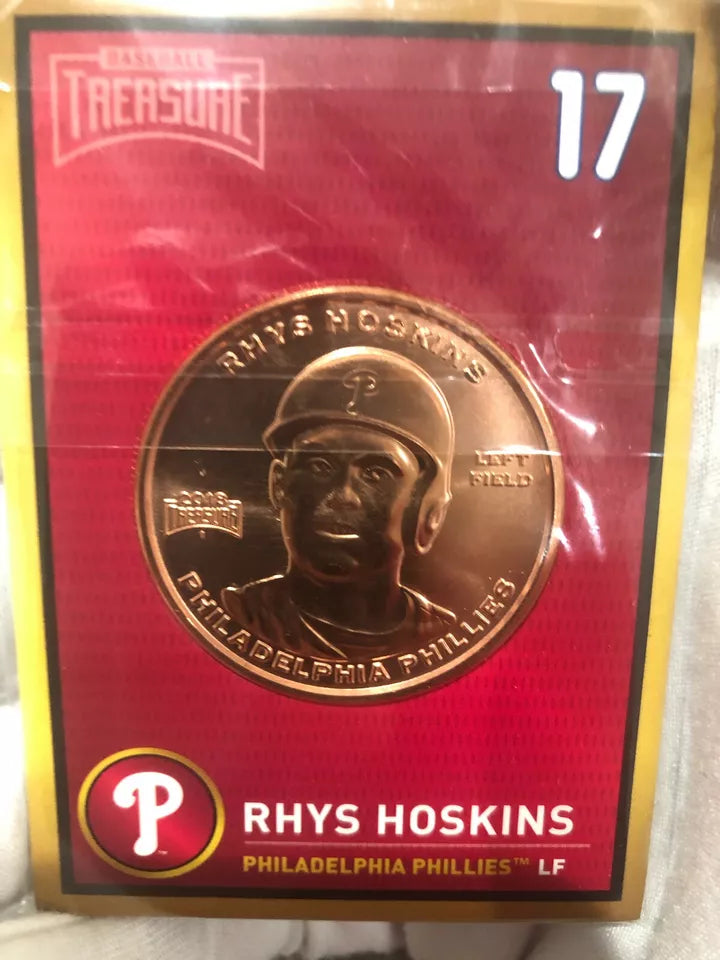 BASEBALL
TREASURE
17
RHYS HOSKINS
P
LEFT
FIELD
2018
TREASURE
PHILADELPHIA PHILLIES
P
RHYS HOSKINS
PHILADELPHIA PHILLIES™ LF